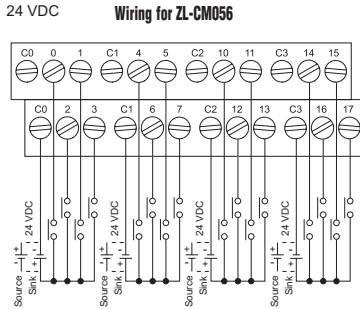 24 VDC
Wiring for ZL-CM056
C0 0 1 C1 4 5 C2 10 11 C3 14 15
C0 2 3 C1 6 7 C2 12 13 C3 16 17
24 VDC 24 VDC 24 VDC 24 VDC
+ - - + + - - + + - - + + - - +
Source Sink Source Sink Source Sink Source Sink